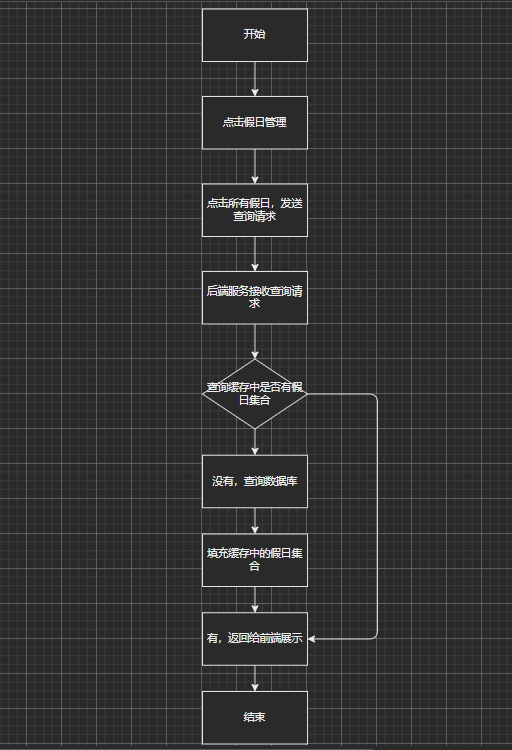 开始
点击假日管理
点击所有假日，发送
查询请求
后端服务接收查询请
求
查询缓存中是否有假
日集合
没有，查询数据库
填充缓存中的假日集
合
有，返回给前端展示
结束